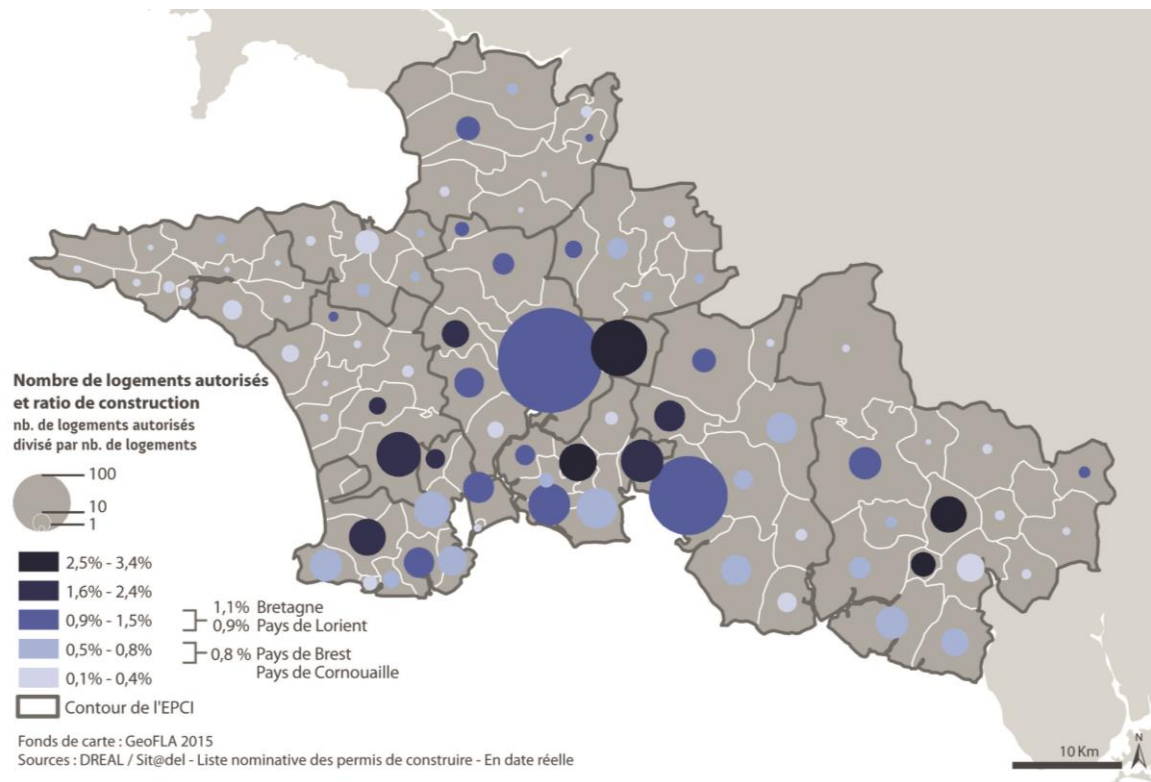 Nombre de logements autorisés
et ratio de construction
nb. de logements autorisés
divisé par nb. de logements
100
10
1
2,5% - 3,4%
1,6% - 2,4%
0,9% - 1,5%
0,5% - 0,8%
0,1% - 0,4%
1,1% Bretagne
0,9% Pays de Lorient
0,8 % Pays de Brest
Pays de Cornouaille
Contour de l'EPCI
Fonds de carte : GeoFLA 2015
Sources : DREAL / Sit@del - Liste nominative des permis de construire - En date réelle
10 Km
N